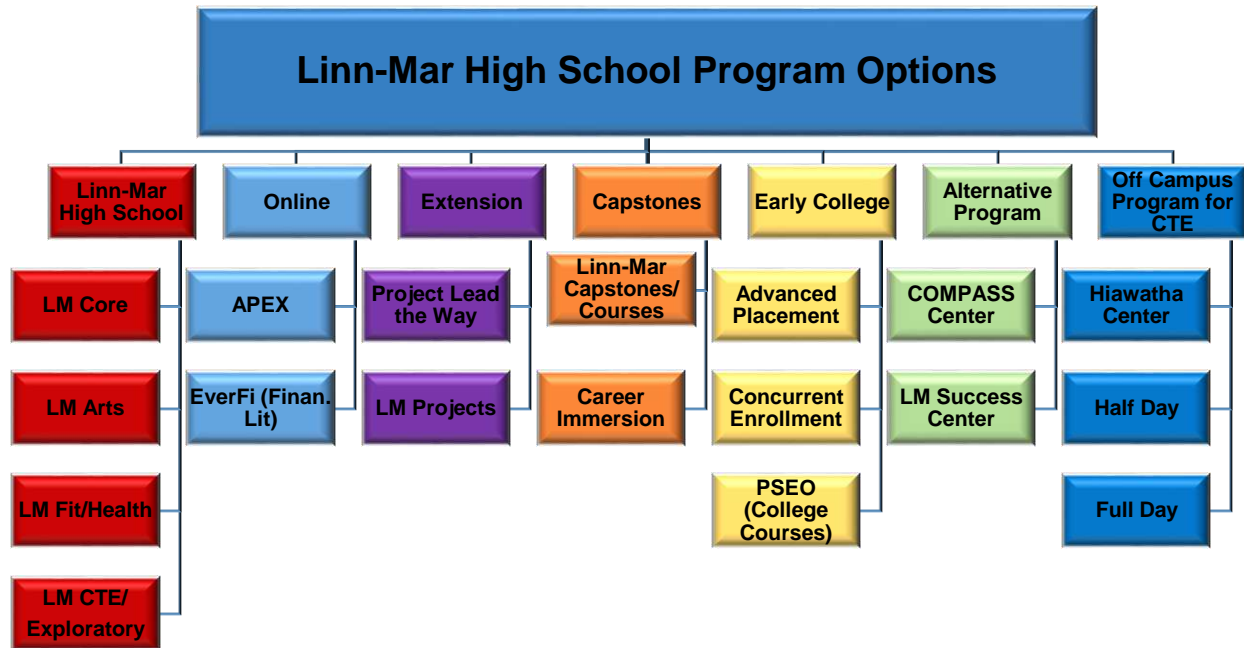 Linn-Mar High School Program Options
Linn-Mar
High School
Online
Extension
Capstones
Early College
Alternative
Program
Off Campus
Program for
CTE
LM Core
LM Arts
LM Fit/Health
LM CTE/
Exploratory
APEX
EverFi (Finan.
Lit)
Project Lead
the Way
LM Projects
Linn-Mar
Capstones/
Courses
Career
Immersion
Advanced
Placement
Concurrent
Enrollment
PSEO
(College
Courses)
COMPASS
Center
LM Success
Center
Hiawatha
Center
Half Day
Full Day